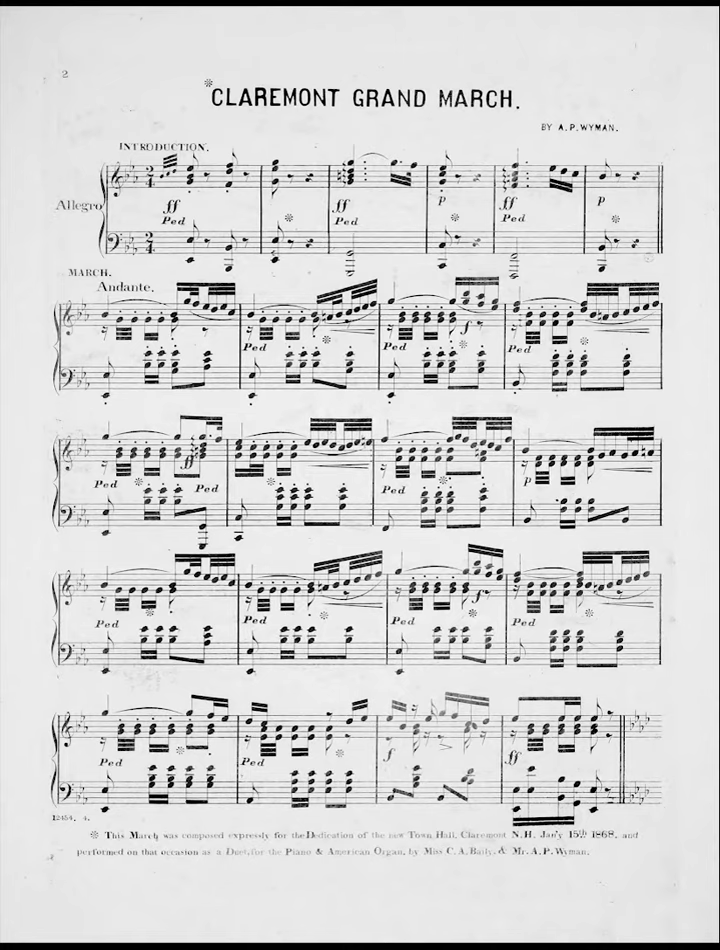 2
※CLAREMONT GRAND MARCH.
BY A.P. WYMAN.
INTRODUCTION.
Allegro
ff ff p ff p
Ped ※ Ped ※ Ped ※
MARCH.
Andante.
Ped ※ Ped ※ f Ped ※
Ped ※ ff Ped Ped ※ Ped ※ p
Ped ※ Ped ※ Ped ※ f Ped ※
Ped ※ Ped ※ f ff
12454. 4.
※ This March was composed expressly for the Dedication of the new Town Hall, Claremont N.H. Jan'y 15th 1868, and
performed on that occasion as a Duet, for the Piano & American Organ, by Miss C.A. Baily, & Mr. A.P. Wyman.